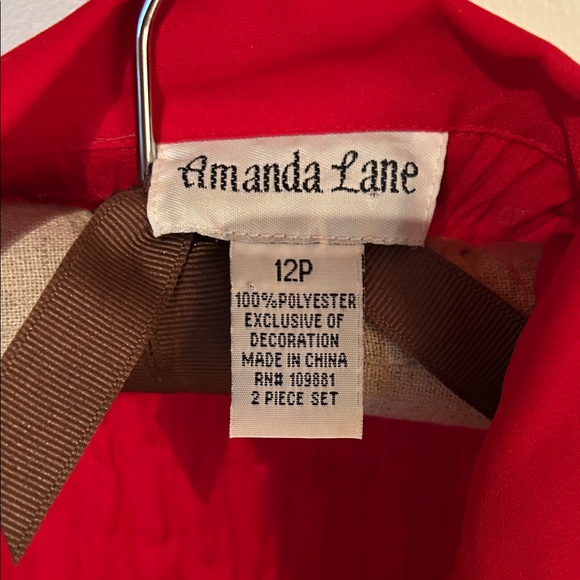 Amanda Lane
12P
100%POLYESTER
EXCLUSIVE OF
DECORATION
MADE IN CHINA
RN# 109881
2 PIECE SET